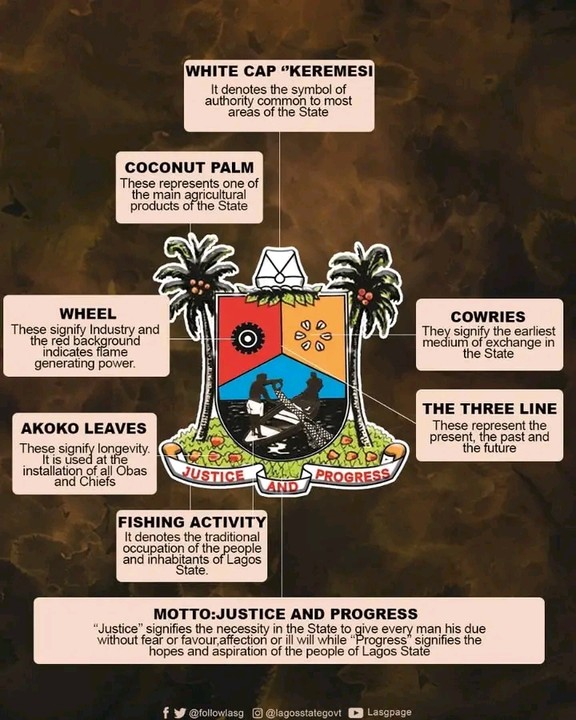 WHITE CAP “KEREMESI
It denotes the symbol of
authority common to most
areas of the State
COCONUT PALM
These represents one of
the main agricultural
products of the State
WHEEL
These signify Industry and
the red background
indicates flame
generating power.
COWRIES
They signify the earliest
medium of exchange in
the State
THE THREE LINE
These represent the
present, the past and
the future
AKOKO LEAVES
These signify longevity.
It is used at the
installation of all Obas
and Chiefs
JUSTICE AND PROGRESS
FISHING ACTIVITY
It denotes the traditional
occupation of the people
and inhabitants of Lagos
State.
MOTTO:JUSTICE AND PROGRESS
“Justice” signifies the necessity in the State to give every man his due
without fear or favour,affection or ill will while “Progress” signifies the
hopes and aspiration of the people of Lagos State
@followlasg @lagosstategovt Lasgpage